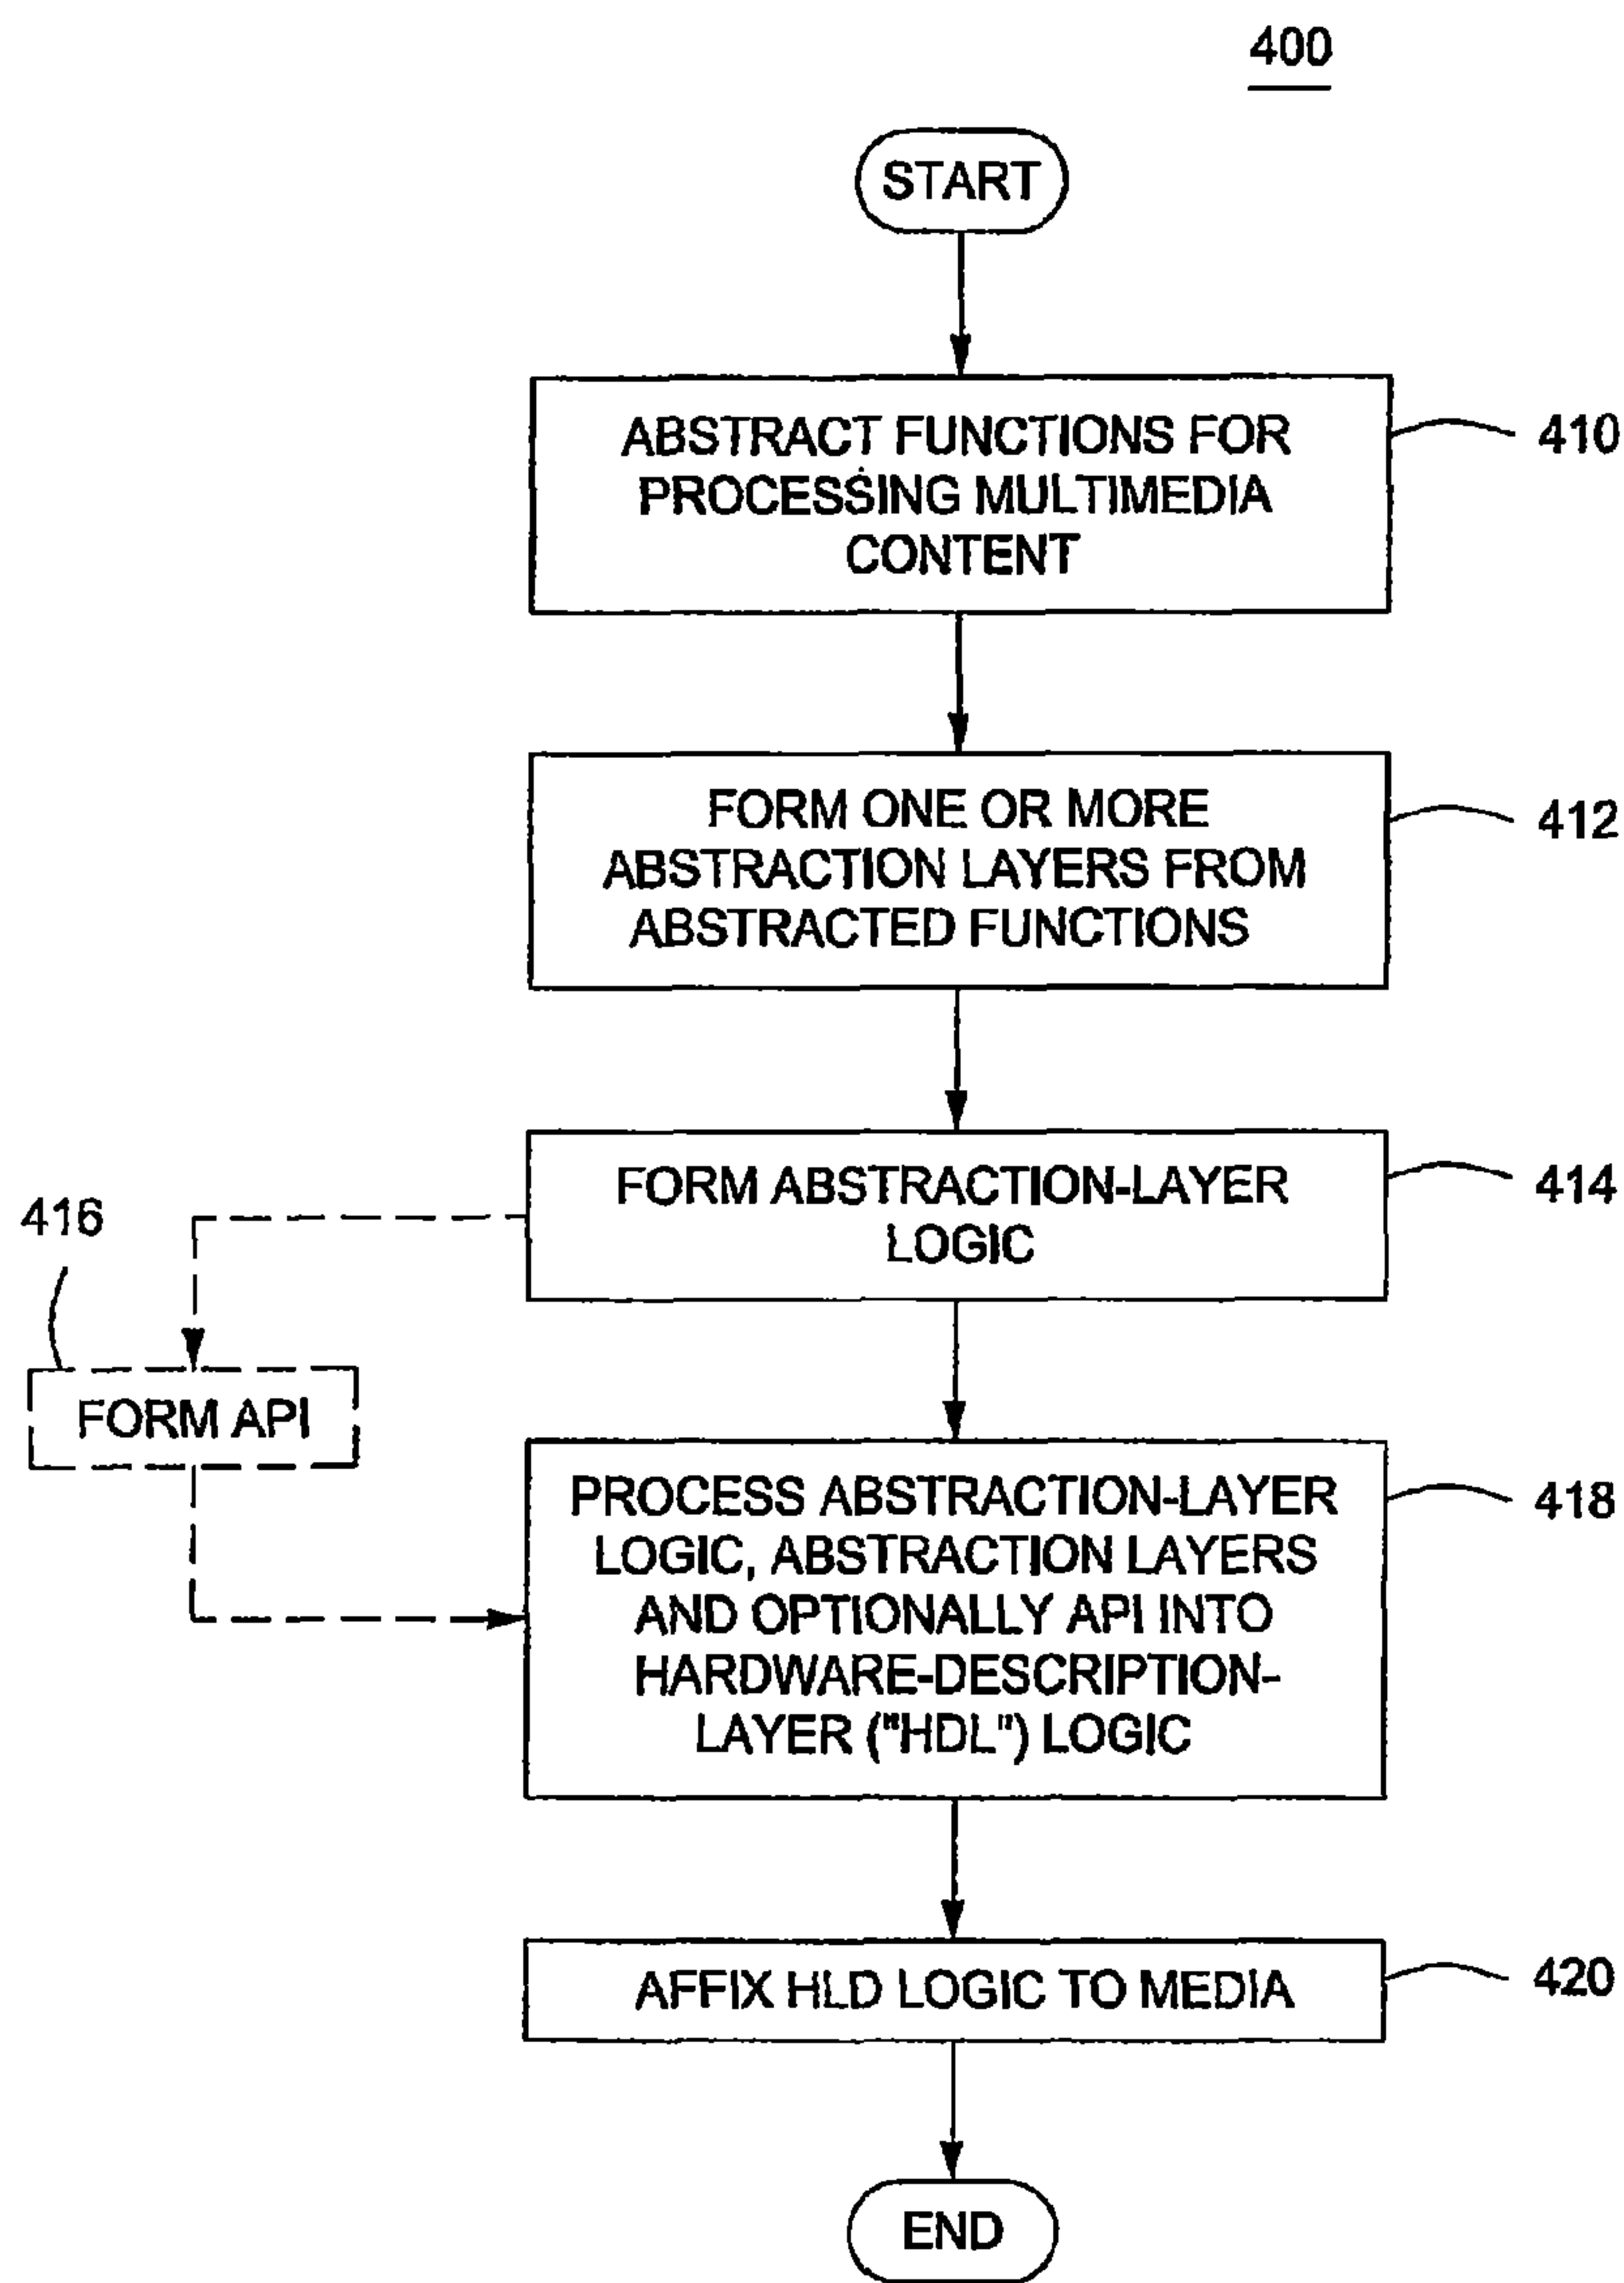 400
START
ABSTRACT FUNCTIONS FOR
PROCESSING MULTIMEDIA
CONTENT
410
FORM ONE OR MORE
ABSTRACTION LAYERS FROM
ABSTRACTED FUNCTIONS
412
FORM ABSTRACTION-LAYER
LOGIC
414
416
FORM API
PROCESS ABSTRACTION-LAYER
LOGIC, ABSTRACTION LAYERS
AND OPTIONALLY API INTO
HARDWARE-DESCRIPTION-
LAYER ("HDL") LOGIC
418
AFFIX HLD LOGIC TO MEDIA
420
END